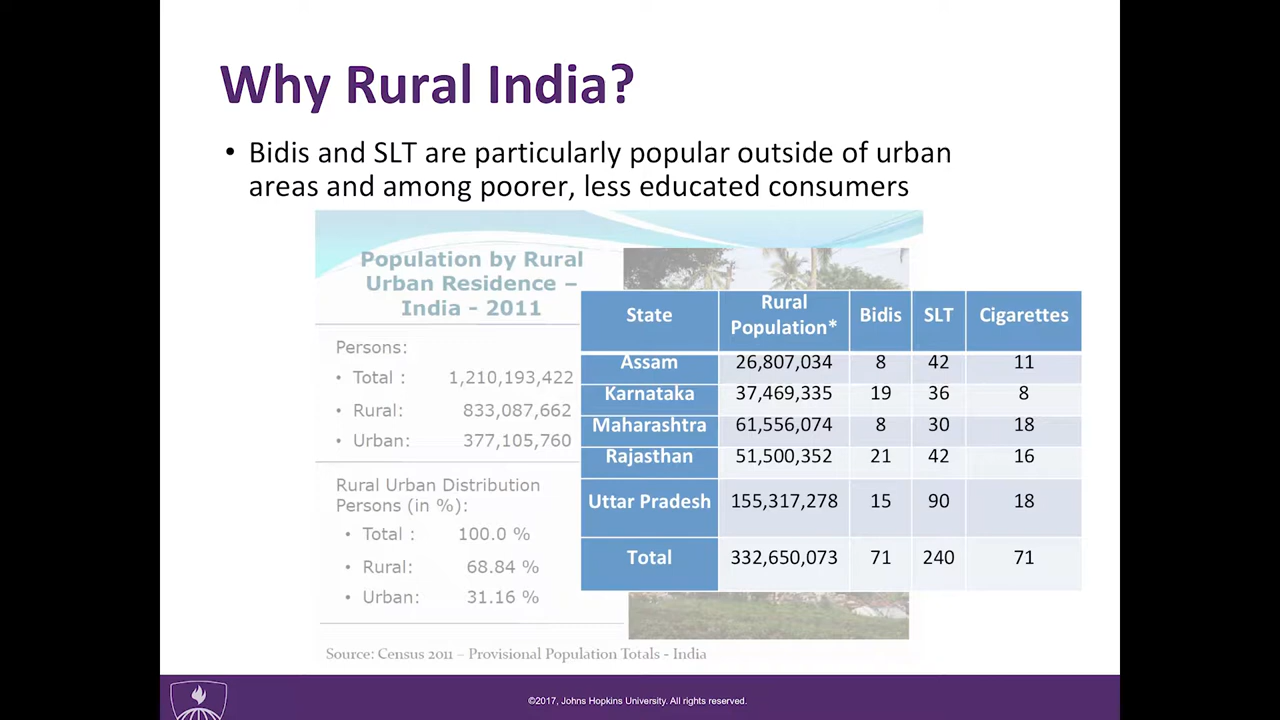 Why Rural India?
• Bidis and SLT are particularly popular outside of urban
areas and among poorer, less educated consumers
Population by Rural
Urban Residence –
India - 2011
Persons:
• Total : 1,210,193,422
• Rural: 833,087,662
• Urban: 377,105,760
Rural Urban Distribution
Persons (in %):
• Total : 100.0 %
• Rural: 68.84 %
• Urban: 31.16 %
Source: Census 2011 – Provisional Population Totals - India
State Rural Population* Bidis SLT Cigarettes
Assam 26,807,034 8 42 11
Karnataka 37,469,335 19 36 8
Maharashtra 61,556,074 8 30 18
Rajasthan 51,500,352 21 42 16
Uttar Pradesh 155,317,278 15 90 18
Total 332,650,073 71 240 71
©2017, Johns Hopkins University. All rights reserved.